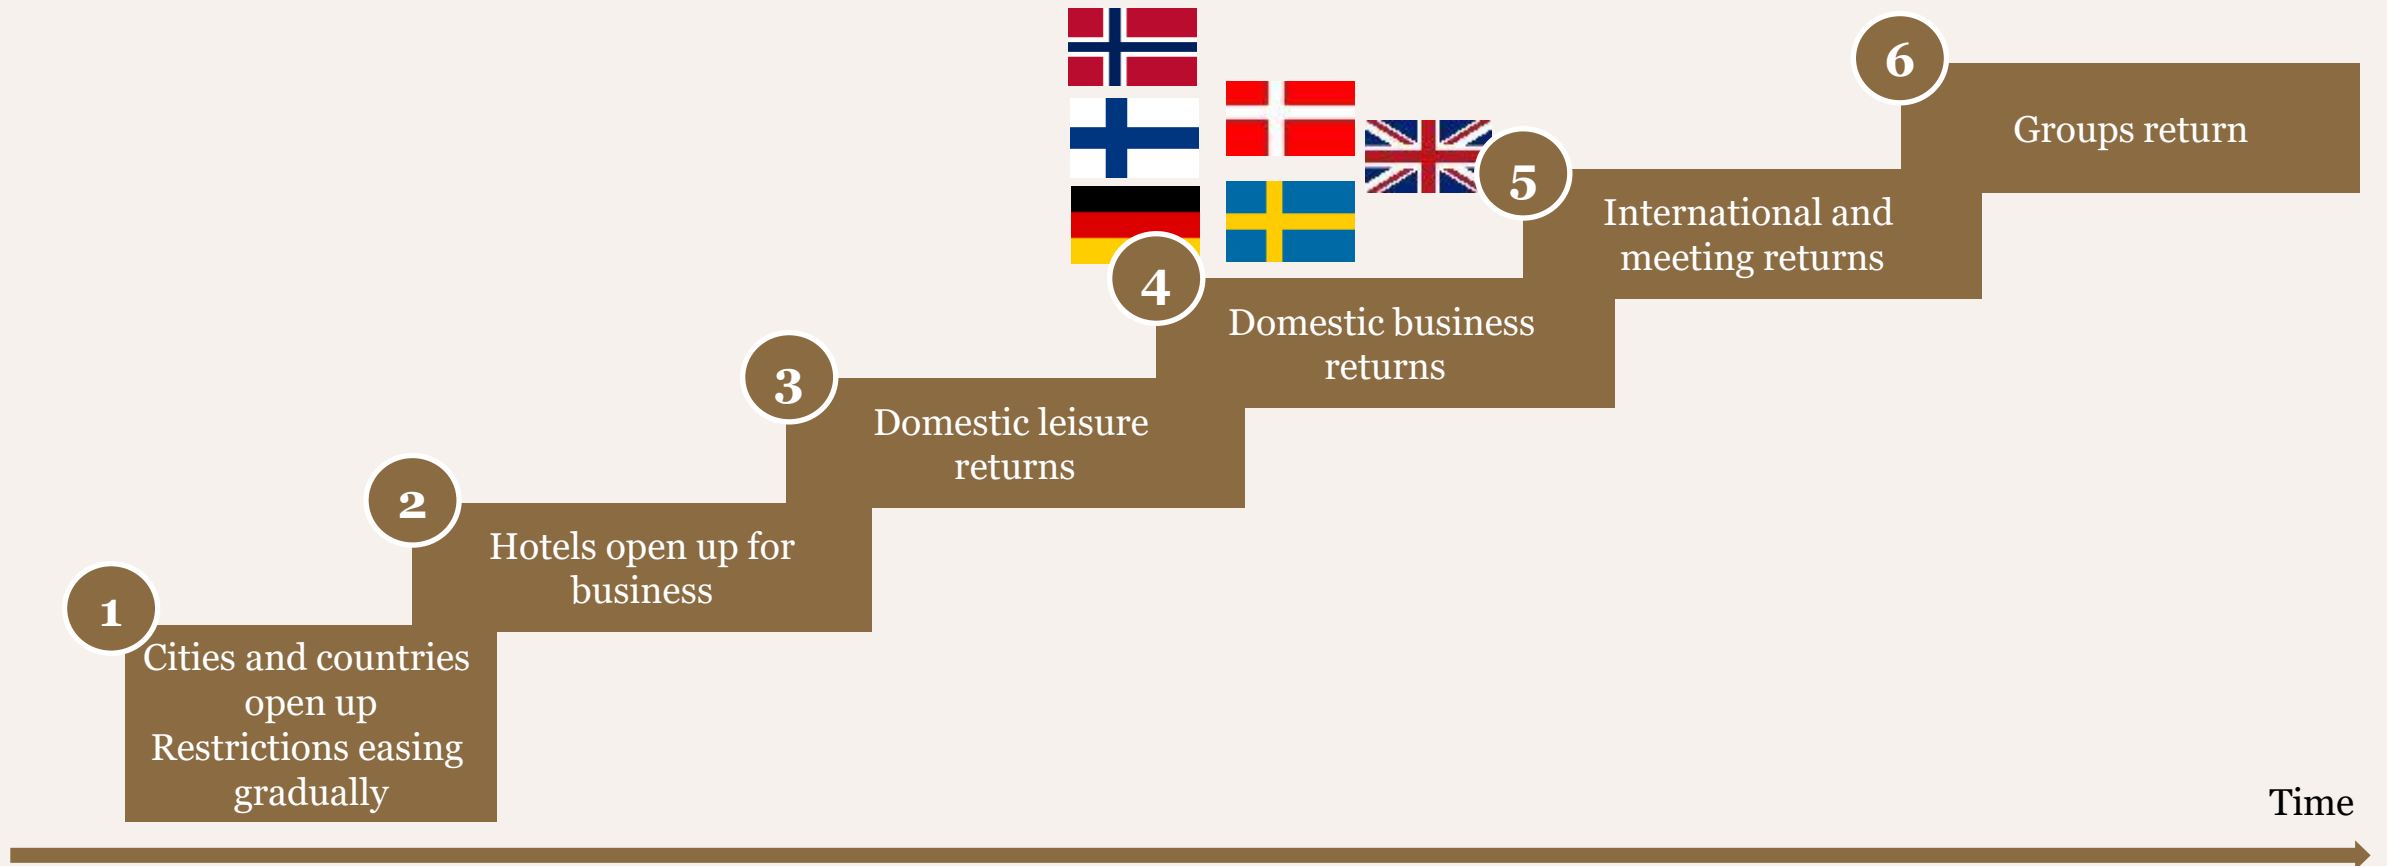 1
Cities and countries
open up
Restrictions easing
gradually
2
Hotels open up for
business
3
Domestic leisure
returns
4
Domestic business
returns
5
International and
meeting returns
6
Groups return
Time